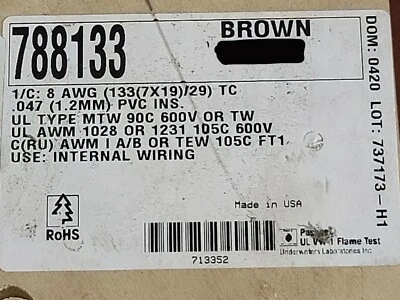 788133
BROWN
1/C: 8 AWG (133(7X19)/29) TC
.047 (1.2MM) PVC INS.
UL TYPE MTW 90C 600V OR TW
UL AWM 1028 OR 1231 105C 600V
C(RU) AWM I A/B OR TEW 105C FT1
USE: INTERNAL WIRING
DOM: 0420 LOT: 737173-H1
RoHS
Made in USA
713352
UL VW-1 Flame Test
Underwriters Laboratories Inc.